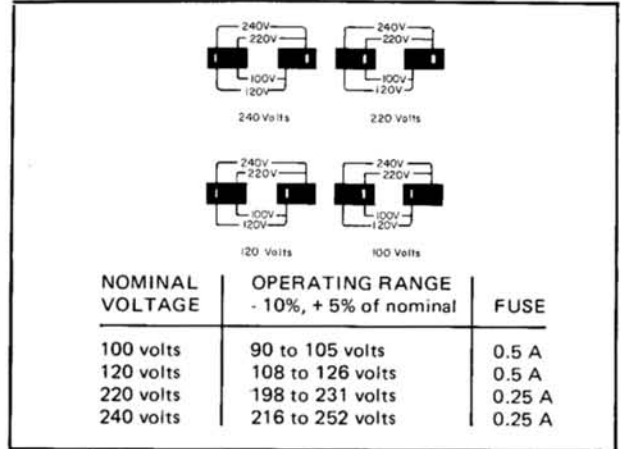 240V 240V
220V 220V
100V 100V
120V 120V
240 Volts 220 Volts
240V 240V
220V 220V
100V 100V
120V 120V
120 Volts 100 Volts
NOMINAL OPERATING RANGE
VOLTAGE - 10%, + 5% of nominal FUSE
100 volts 90 to 105 volts 0.5 A
120 volts 108 to 126 volts 0.5 A
220 volts 198 to 231 volts 0.25 A
240 volts 216 to 252 volts 0.25 A